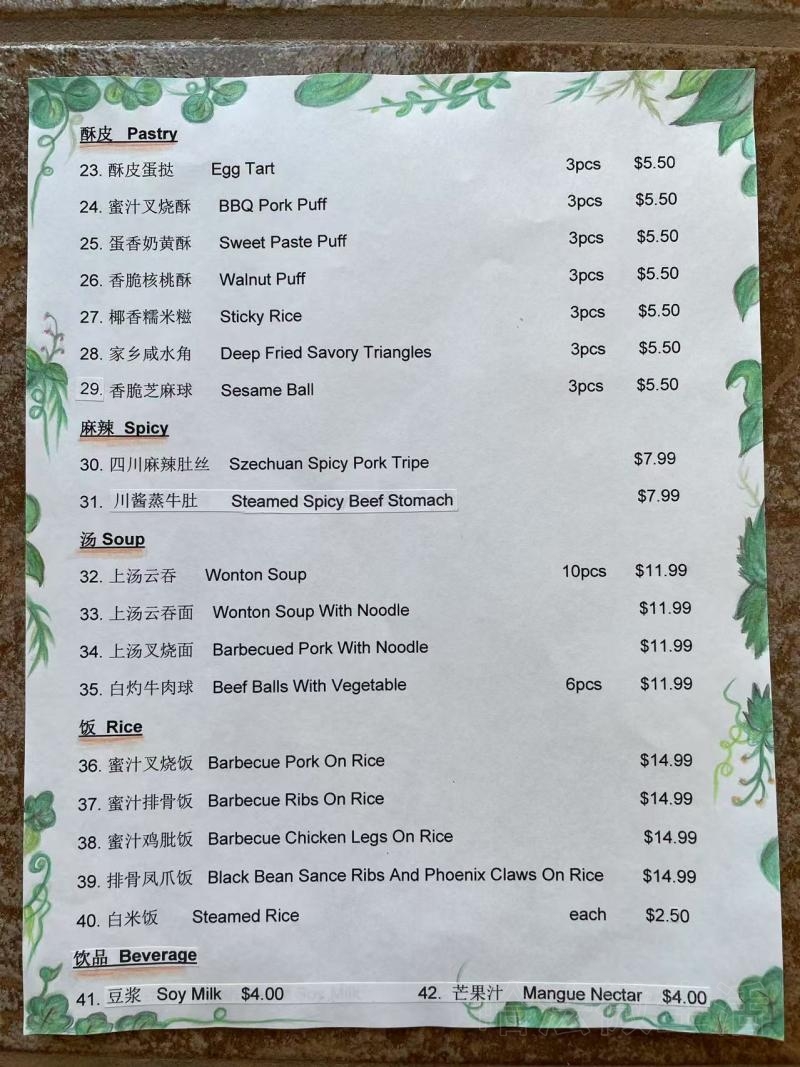 酥皮 Pastry
23. 酥皮蛋挞 Egg Tart 3pcs $5.50
24. 蜜汁叉烧酥 BBQ Pork Puff 3pcs $5.50
25. 蛋香奶黄酥 Sweet Paste Puff 3pcs $5.50
26. 香脆核桃酥 Walnut Puff 3pcs $5.50
27. 椰香糯米糍 Sticky Rice 3pcs $5.50
28. 家乡咸水角 Deep Fried Savory Triangles 3pcs $5.50
29. 香脆芝麻球 Sesame Ball 3pcs $5.50
麻辣 Spicy
30. 四川麻辣肚丝 Szechuan Spicy Pork Tripe $7.99
31. 川酱蒸牛肚 Steamed Spicy Beef Stomach $7.99
汤 Soup
32. 上汤云吞 Wonton Soup 10pcs $11.99
33. 上汤云吞面 Wonton Soup With Noodle $11.99
34. 上汤叉烧面 Barbecued Pork With Noodle $11.99
35. 白灼牛肉球 Beef Balls With Vegetable 6pcs $11.99
饭 Rice
36. 蜜汁叉烧饭 Barbecue Pork On Rice $14.99
37. 蜜汁排骨饭 Barbecue Ribs On Rice $14.99
38. 蜜汁鸡肶饭 Barbecue Chicken Legs On Rice $14.99
39. 排骨凤爪饭 Black Bean Sance Ribs And Phoenix Claws On Rice $14.99
40. 白米饭 Steamed Rice each $2.50
饮品 Beverage
41. 豆浆 Soy Milk $4.00 42. 芒果汁 Mangue Nectar $4.00